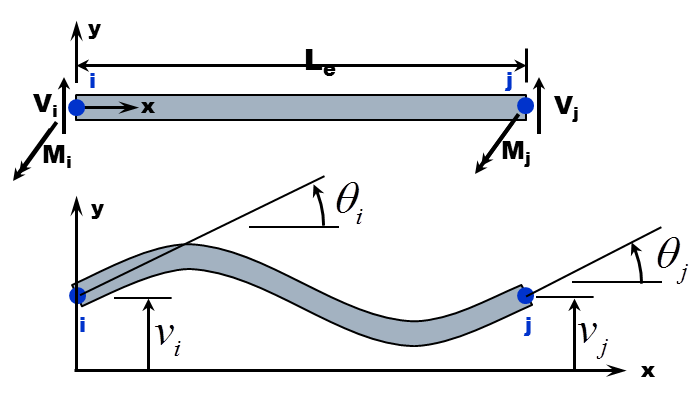 y
Lₑ
i
j
Vᵢ
x
Vⱼ
Mᵢ
Mⱼ
y
θᵢ
θⱼ
i
j
vᵢ
vⱼ
x